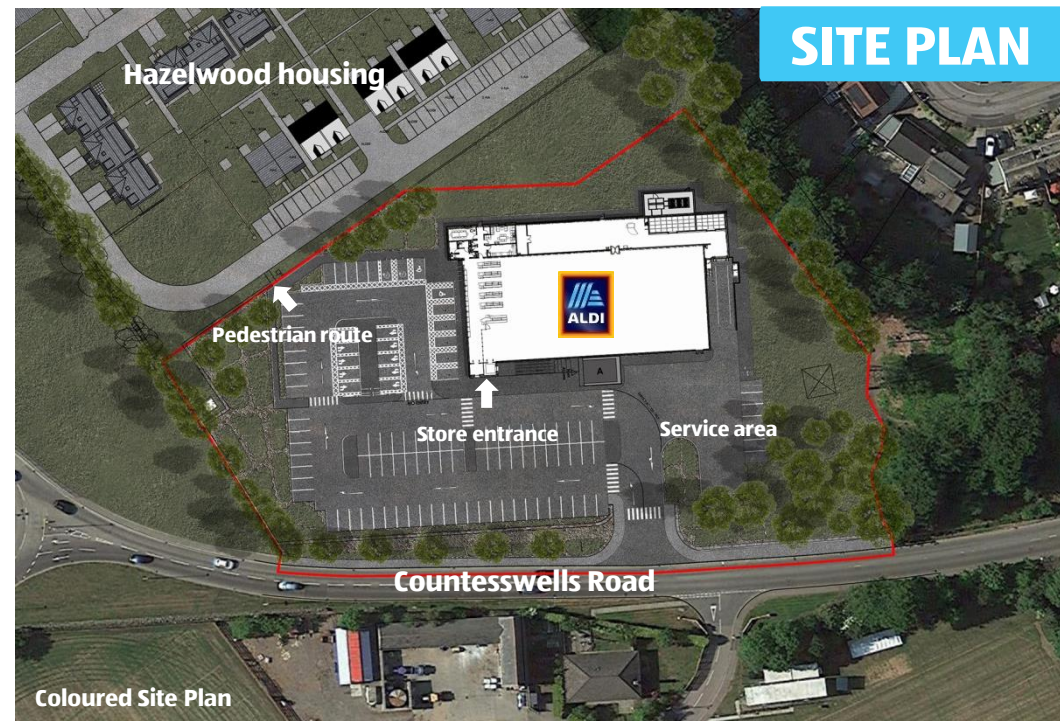 SITE PLAN
Hazelwood housing
ALDI
Pedestrian route
A
Store entrance
Service area
Countesswells Road
Coloured Site Plan